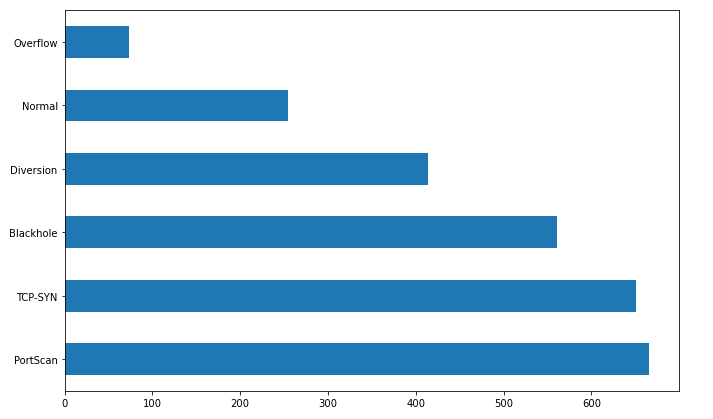 Overflow
Normal
Diversion
Blackhole
TCP-SYN
PortScan
0 100 200 300 400 500 600